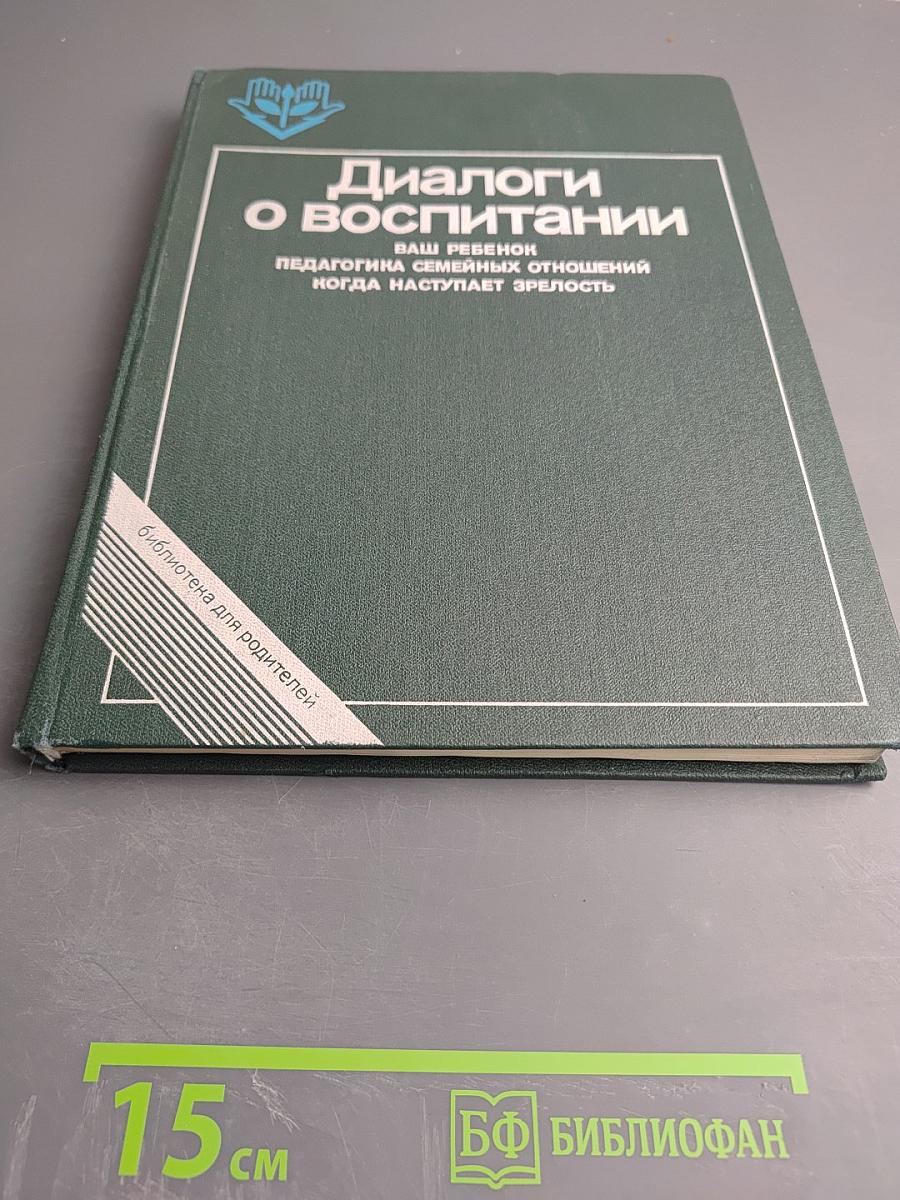 Диалоги
о воспитании
ВАШ РЕБЕНОК
ПЕДАГОГИКА СЕМЕЙНЫХ ОТНОШЕНИЙ
КОГДА НАСТУПАЕТ ЗРЕЛОСТЬ
библиотека для родителей
15 см
БФ БИБЛИОФАН